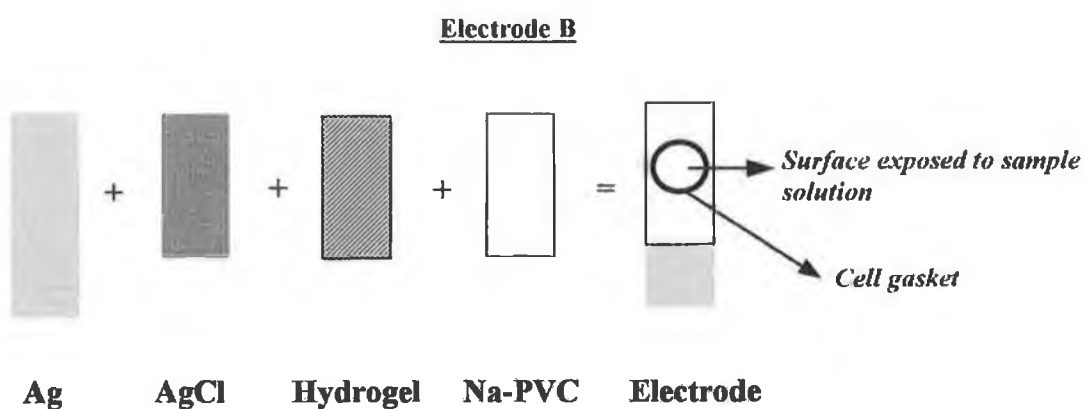 Electrode B
+ + + =
Surface exposed to sample
solution
Cell gasket
Ag AgCl Hydrogel Na-PVC Electrode